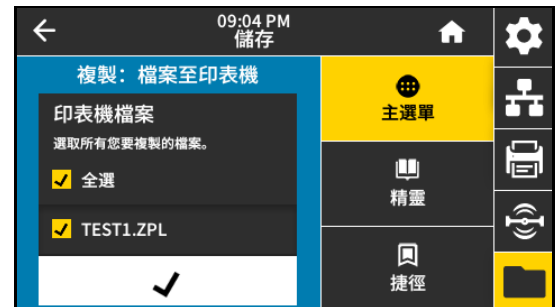 09:04 PM
儲存
複製：檔案至印表機
印表機檔案
選取所有您要複製的檔案。
全選
TEST1.ZPL
主選單
精靈
捷徑